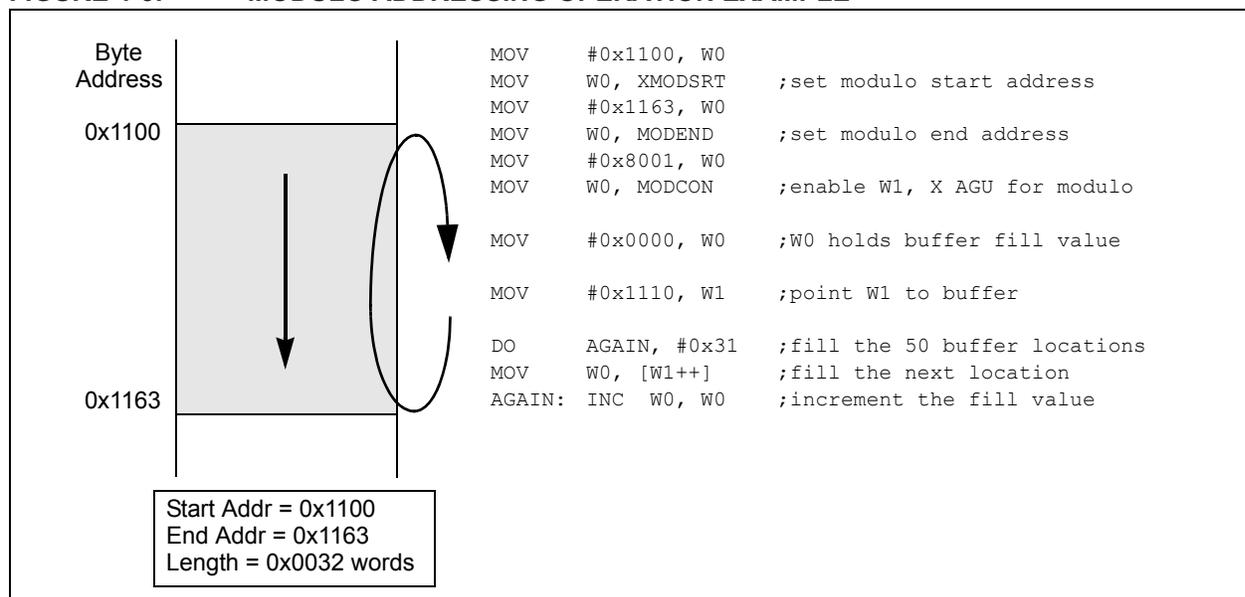 Byte
Address
0x1100
0x1163
MOV #0x1100, W0
MOV W0, XMODSRT ;set modulo start address
MOV #0x1163, W0
MOV W0, MODEND ;set modulo end address
MOV #0x8001, W0
MOV W0, MODCON ;enable W1, X AGU for modulo
MOV #0x0000, W0 ;W0 holds buffer fill value
MOV #0x1110, W1 ;point W1 to buffer
DO AGAIN, #0x31 ;fill the 50 buffer locations
MOV W0, [W1++] ;fill the next location
AGAIN: INC W0, W0 ;increment the fill value
Start Addr = 0x1100
End Addr = 0x1163
Length = 0x0032 words